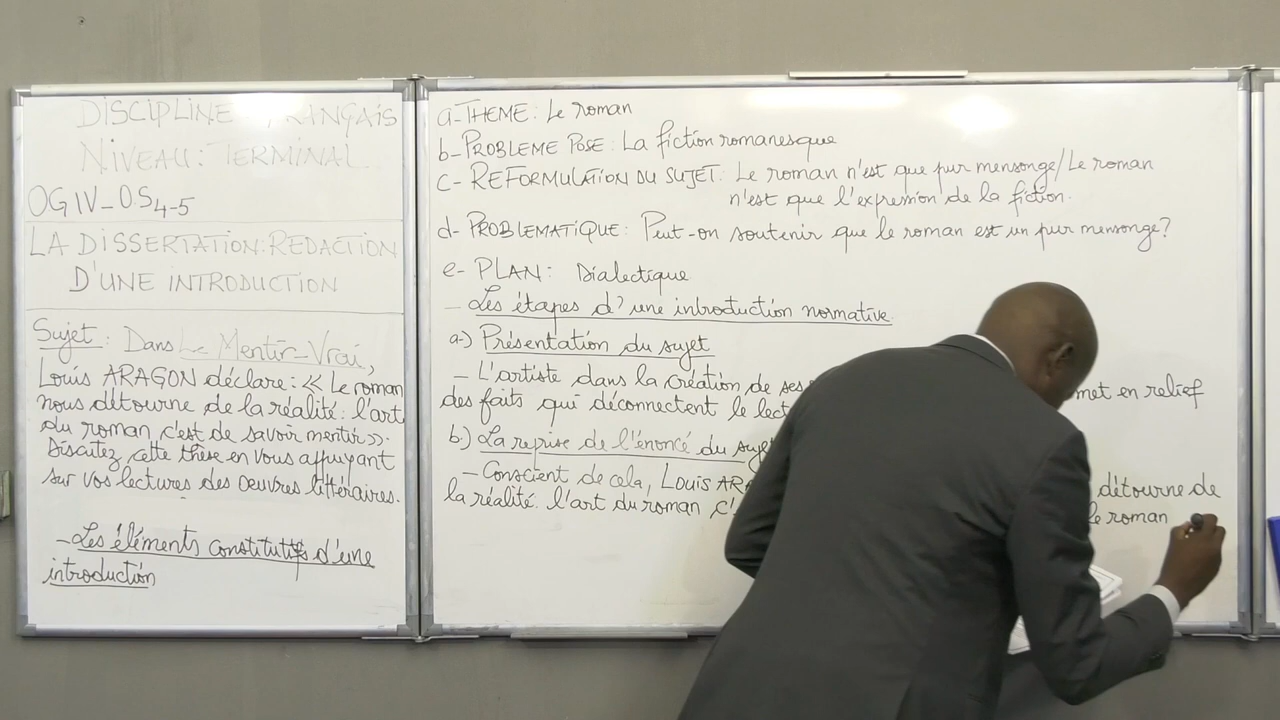 DISCIPLINE FRANÇAIS
NIVEAU: TERMINAL
OG IV_OS4-5
LA DISSERTATION: REDACTION
D'UNE INTRODUCTION
Sujet: Dans Le Mentir-Vrai,
Louis ARAGON déclare: « Le roman
nous détourne de la réalité: l'art
du roman, c'est de savoir mentir ».
Discutez cette thèse en vous appuyant
sur vos lectures des oeuvres littéraires.
- Les éléments constitutifs d'une
introduction
a-THEME: Le roman
b-PROBLEME POSE: La fiction romanesque
c- REFORMULATION DU SUJET: Le roman n'est que pur mensonge/Le roman
n'est que l'expression de la fiction.
d- PROBLEMATIQUE: Peut-on soutenir que le roman est un pur mensonge?
e- PLAN: Dialectique
- Les étapes d'une introduction normative
a-) Présentation du sujet
- L'artiste dans la création de ses met en relief
des faits qui déconnectent le
b-) La reprise de l'énoncé du
- Conscient de cela, Louis détourne de
la réalité. l'art du roman le roman